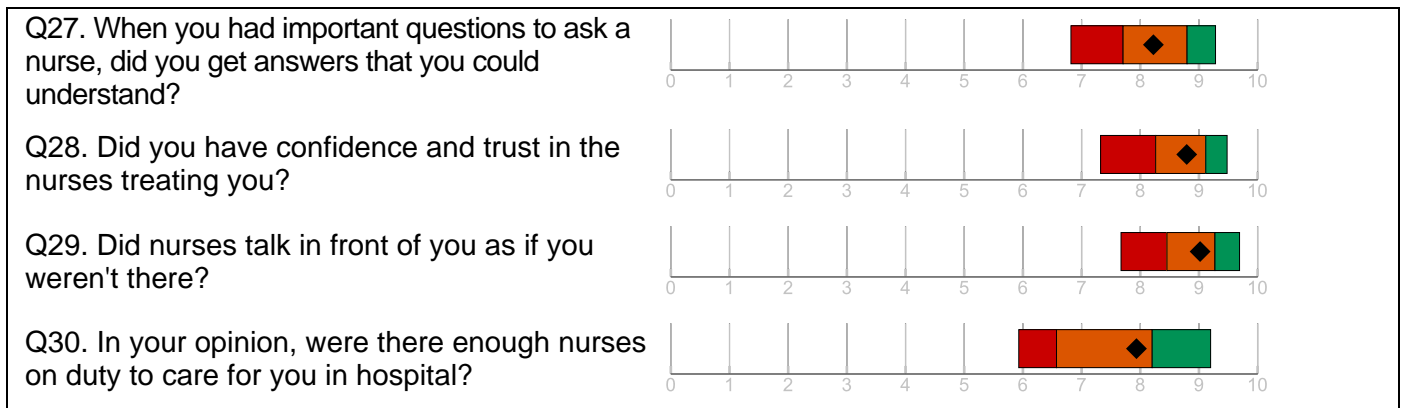 Q27. When you had important questions to ask a
nurse, did you get answers that you could
understand?
0 1 2 3 4 5 6 7 8 9 10
Q28. Did you have confidence and trust in the
nurses treating you?
0 1 2 3 4 5 6 7 8 9 10
Q29. Did nurses talk in front of you as if you
weren't there?
0 1 2 3 4 5 6 7 8 9 10
Q30. In your opinion, were there enough nurses
on duty to care for you in hospital?
0 1 2 3 4 5 6 7 8 9 10